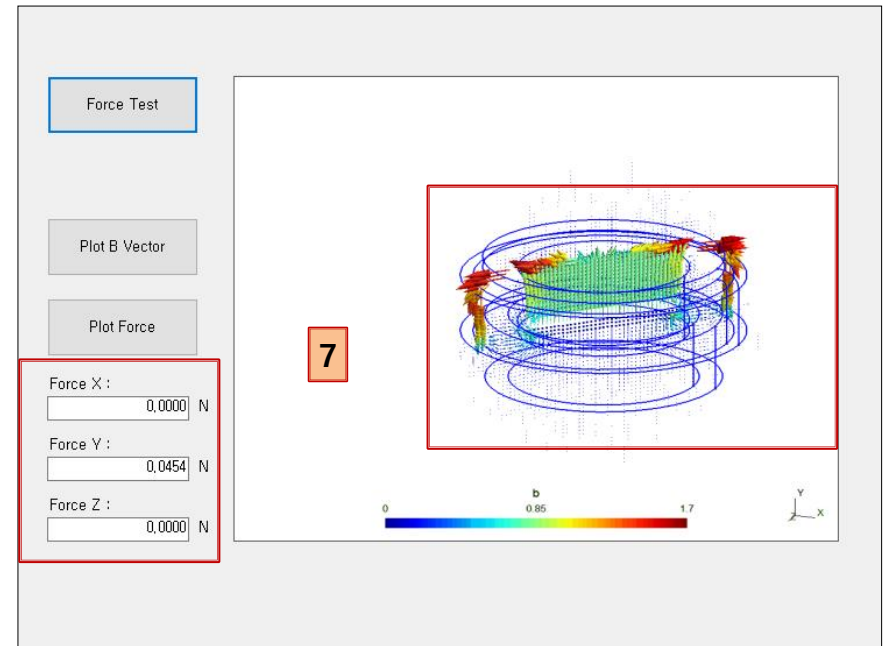 Force Test
Plot B Vector
Plot Force
7
Force X :
0,0000 N
Force Y :
0,0454 N
Force Z :
0,0000 N
b
0 0.85 1.7
Y
Z X